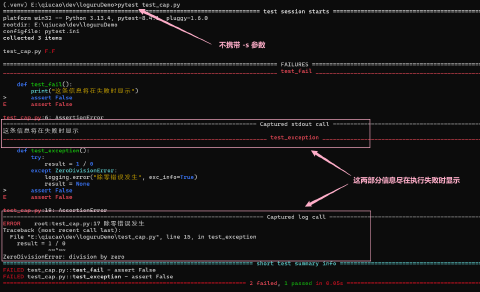 (.venv) E:\qiucao\dev\loguruDemo>pytest test_cap.py
test session starts
platform win32 -- Python 3.13.4, pytest-8.4.1, pluggy-1.6.0
rootdir: E:\qiucao\dev\loguruDemo
configfile: pytest.ini
collected 3 items
不携带 -s 参数
test_cap.py F.F
FAILURES
test_fail
def test_fail():
print("这条信息将在失败时显示")
> assert False
E assert False
test_cap.py:6: AssertionError
Captured stdout call
这条信息将在失败时显示
test_exception
def test_exception():
try:
result = 1 / 0
except ZeroDivisionError:
logging.error("除零错误发生", exc_info=True)
result = None
> assert False
E assert False
这两部分信息尽在执行失败时显示
test_cap.py:19: AssertionError
Captured log call
ERROR root:test_cap.py:17 除零错误发生
Traceback (most recent call last):
File "E:\qiucao\dev\loguruDemo\test_cap.py", line 15, in test_exception
result = 1 / 0
~~^~~
ZeroDivisionError: division by zero
short test summary info
FAILED test_cap.py::test_fail - assert False
FAILED test_cap.py::test_exception - assert False
2 failed, 1 passed in 0.05s